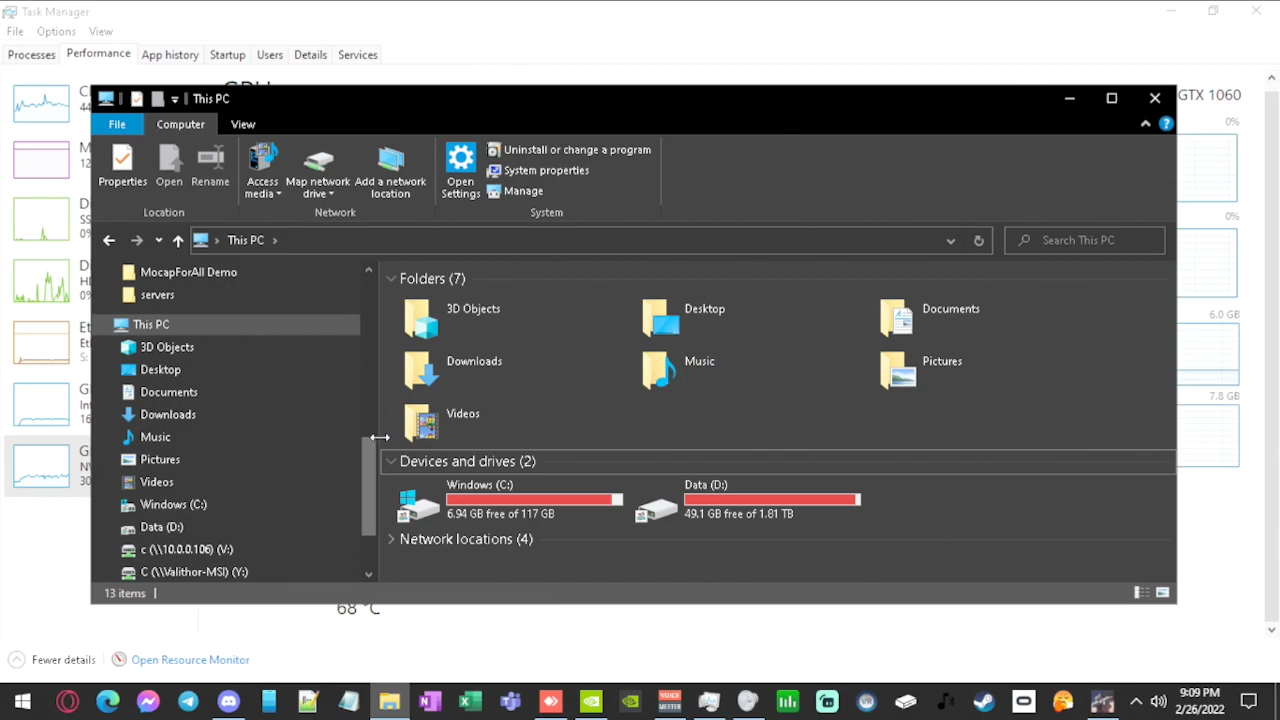 Task Manager
File Options View
Processes Performance App history Startup Users Details Services
GTX 1060
This PC
File Computer View
0%
Uninstall or change a program
System properties
Manage
Properties Open Rename Access media Map network drive Add a network location Open Settings
Location Network System
0%
This PC
Search This PC
MocapForAll Demo
servers
This PC
3D Objects
Desktop
Documents
Downloads
Music
Pictures
Videos
Windows (C:)
Data (D:)
c (\\10.0.0.106) (V:)
C (\\Valithor-MSI) (Y:)
Folders (7)
3D Objects Desktop Documents
Downloads Music Pictures
Videos
Devices and drives (2)
Windows (C:) Data (D:)
6.94 GB free of 117 GB 49.1 GB free of 1.81 TB
Network locations (4)
6.0 GB
7.8 GB
13 items
68 °C
Fewer details Open Resource Monitor
9:09 PM
2/26/2022